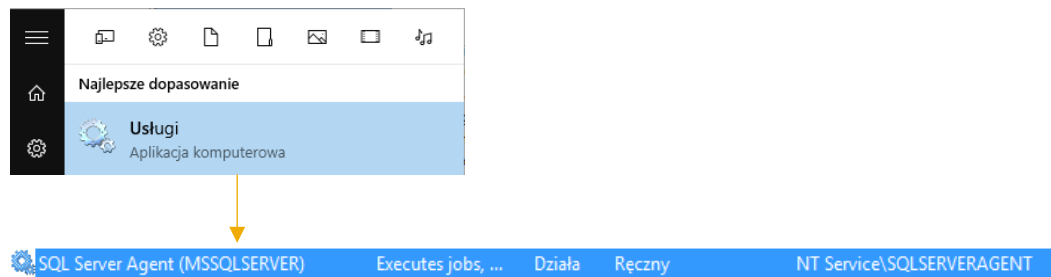 Najlepsze dopasowanie
Usługi
Aplikacja komputerowa
SQL Server Agent (MSSQLSERVER) Executes jobs, ... Działa Ręczny NT Service\SQLSERVERAGENT